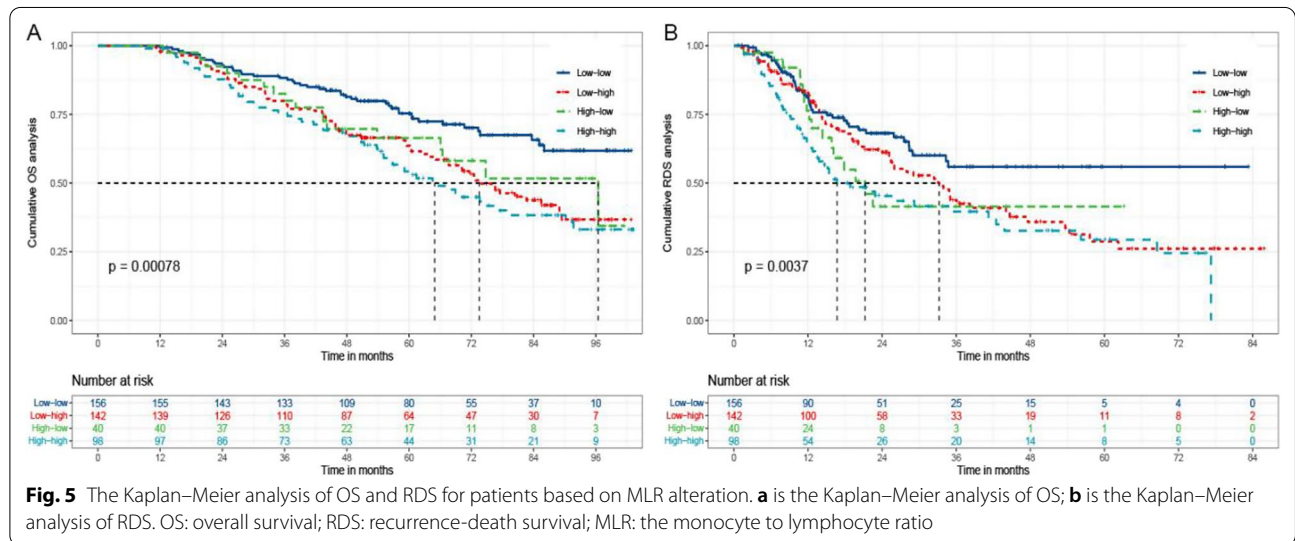 A
Cumulative OS analysis
1.00
0.75
0.50
0.25
0.00
Low-low
Low-high
High-low
High-high
p = 0.00078
0 12 24 36 48 60 72 84 96
Time in months
Number at risk
Low-low 156 155 143 133 109 80 55 37 10
Low-high 142 139 126 110 87 64 47 30 7
High-low 40 40 37 33 22 17 11 8 3
High-high 98 97 86 73 63 44 31 21 9
0 12 24 36 48 60 72 84 96
Time in months
B
Cumulative RDS analysis
1.00
0.75
0.50
0.25
0.00
Low-low
Low-high
High-low
High-high
p = 0.0037
0 12 24 36 48 60 72 84
Time in months
Number at risk
Low-low 156 90 51 25 15 5 4 0
Low-high 142 100 58 33 19 11 8 2
High-low 40 24 8 3 1 1 0 0
High-high 98 54 26 20 14 8 5 0
0 12 24 36 48 60 72 84
Time in months
Fig. 5 The Kaplan–Meier analysis of OS and RDS for patients based on MLR alteration. a is the Kaplan–Meier analysis of OS; b is the Kaplan–Meier
analysis of RDS. OS: overall survival; RDS: recurrence-death survival; MLR: the monocyte to lymphocyte ratio